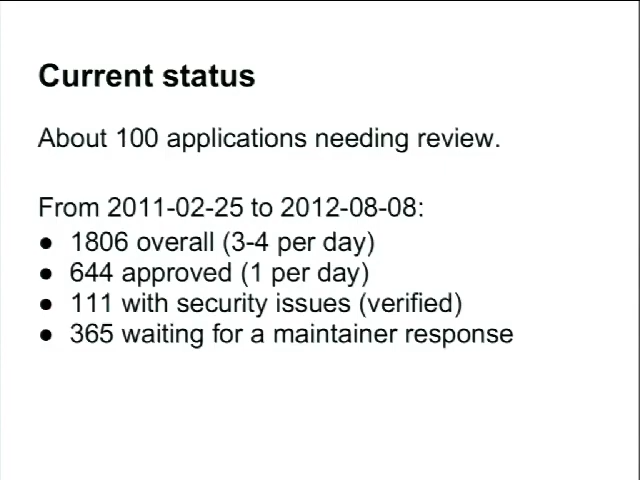 Current status
About 100 applications needing review.
From 2011-02-25 to 2012-08-08:
● 1806 overall (3-4 per day)
● 644 approved (1 per day)
● 111 with security issues (verified)
● 365 waiting for a maintainer response